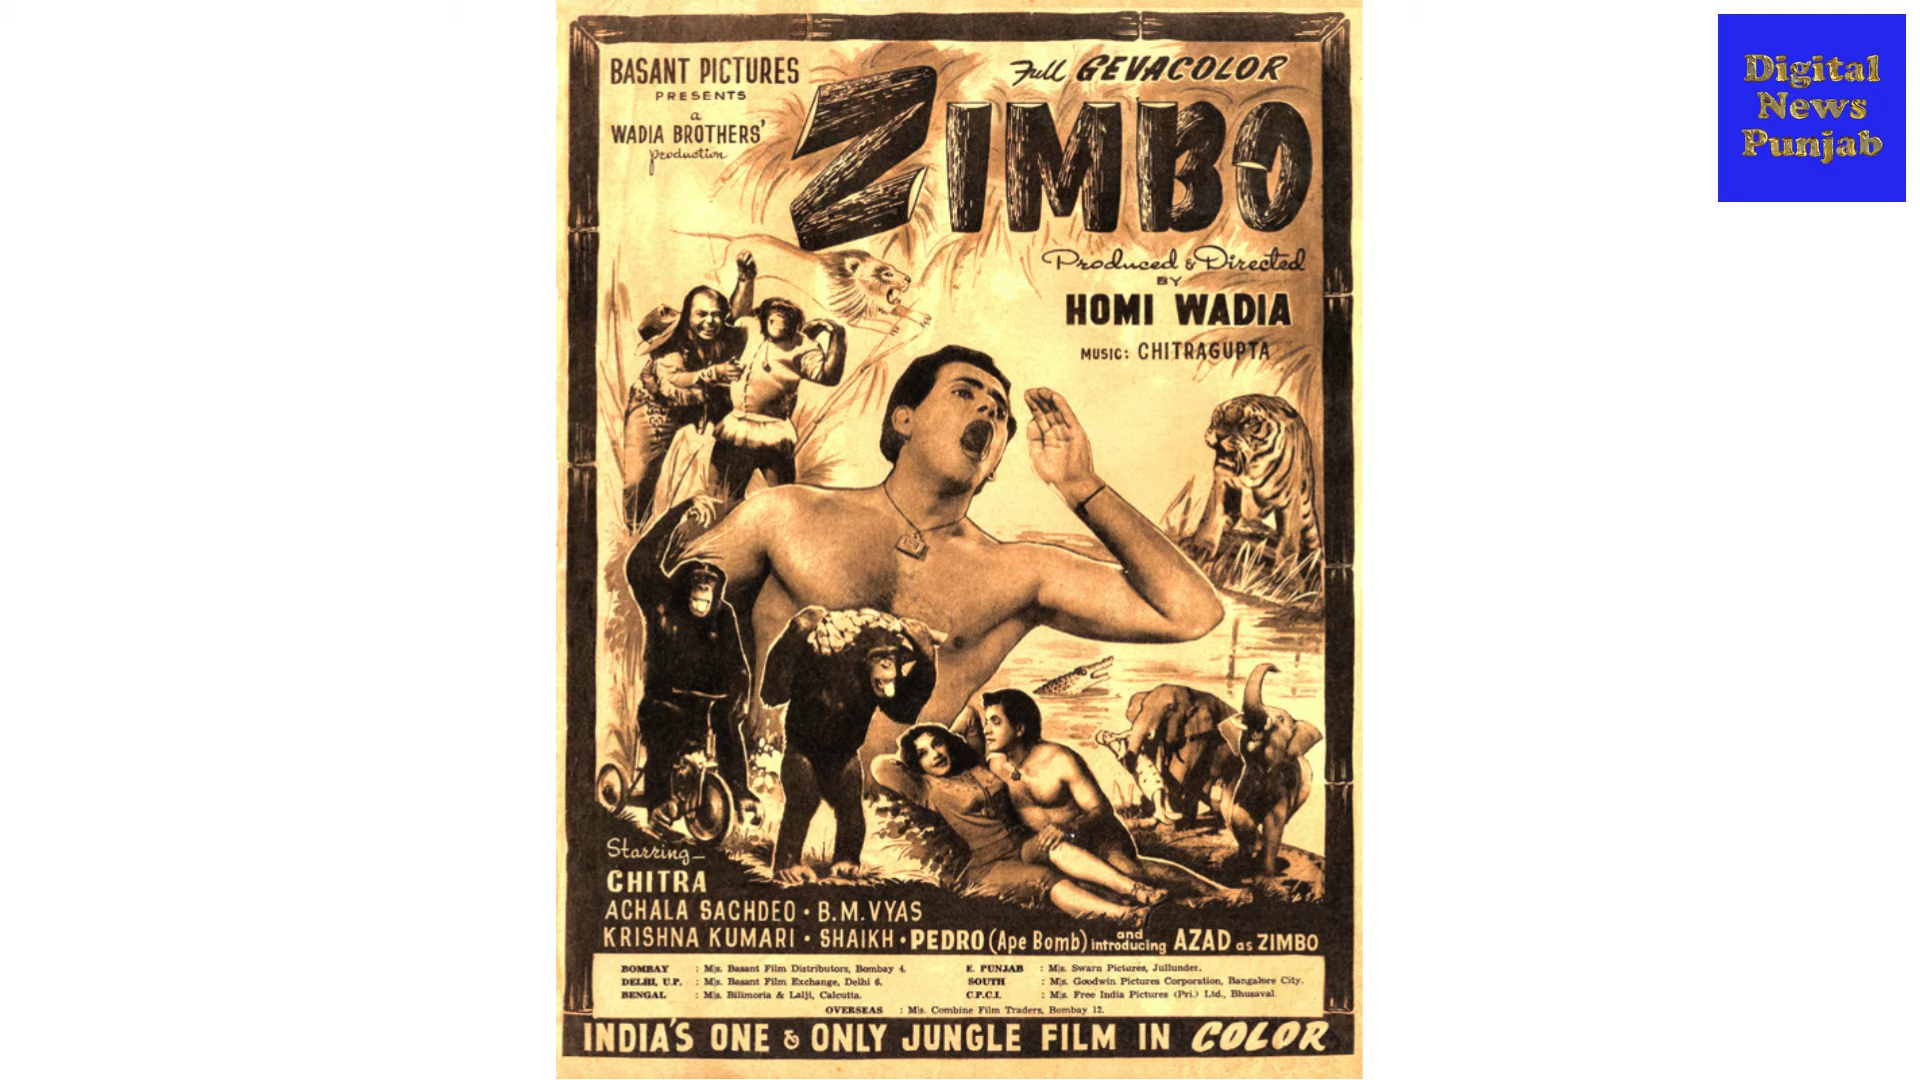 BASANT PICTURES
PRESENTS
a
WADIA BROTHERS'
production
Full GEVACOLOR
ZIMBO
Produced & Directed
BY
HOMI WADIA
MUSIC: CHITRAGUPTA
Starring—
CHITRA
ACHALA SACHDEO • B.M. VYAS
KRISHNA KUMARI • SHAIKH • PEDRO (Ape Bomb) and introducing AZAD as ZIMBO
BOMBAY : M|s. Basant Film Distributors, Bombay 4.
DELHI, U.P. : M|s. Basant Film Exchange, Delhi 6.
BENGAL : M|s. Bilimoria & Lalji, Calcutta.
E. PUNJAB : M|s. Swarn Pictures, Jullunder.
SOUTH : M|s. Goodwin Pictures Corporation, Bangalore City.
C.P.C.I. : M|s. Free India Pictures (Pri.) Ltd., Bhusaval.
OVERSEAS : M|s. Combine Film Traders, Bombay 12.
INDIA'S ONE & ONLY JUNGLE FILM IN COLOR
Digital
News
Punjab